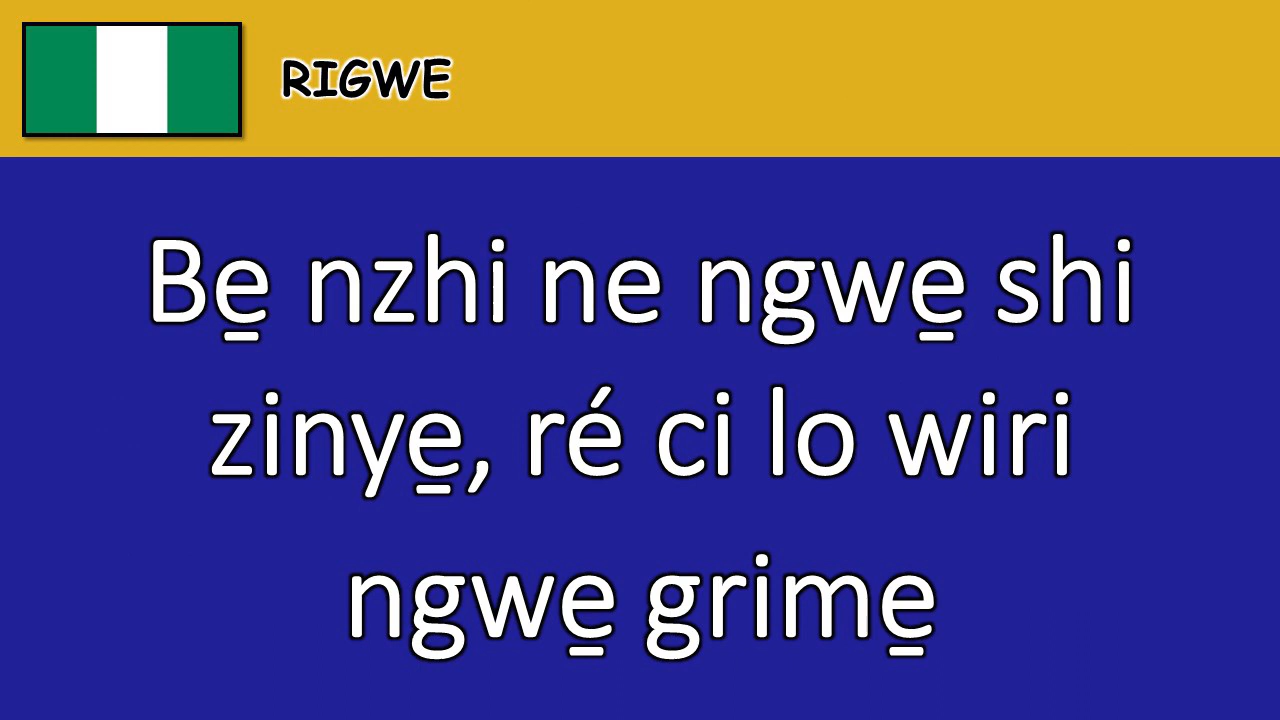 RIGWE
Be̱ nzhi ne ngwe̱ shi
zinye̱, ré ci lo wiri
ngwe̱ grime̱